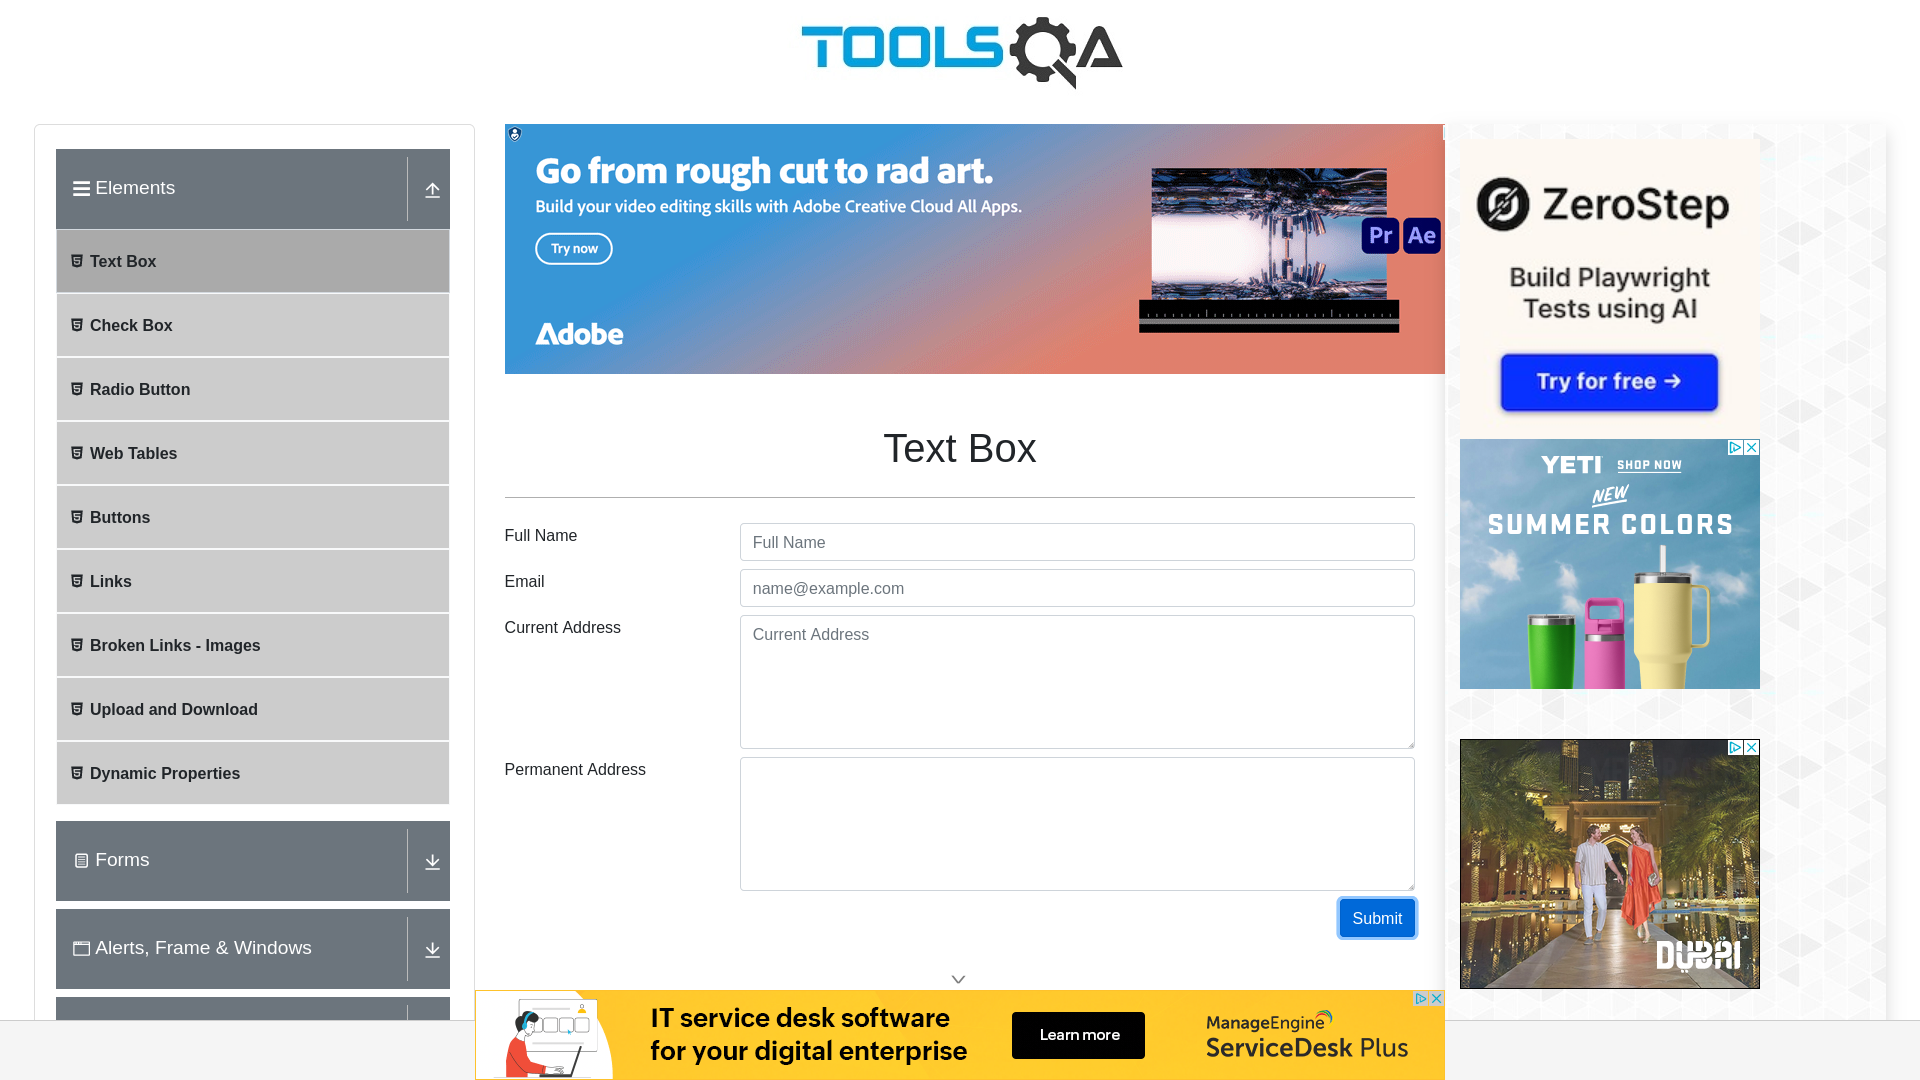 TOOLSQA
Elements
Text Box
Check Box
Radio Button
Web Tables
Buttons
Links
Broken Links - Images
Upload and Download
Dynamic Properties
Forms
Alerts, Frame & Windows
Go from rough cut to rad art.
Build your video editing skills with Adobe Creative Cloud All Apps.
Try now
Adobe
Pr Ae
Text Box
Full Name
Full Name
Email
name@example.com
Current Address
Current Address
Permanent Address
Submit
ZeroStep
Build Playwright
Tests using AI
Try for free →
YETI SHOP NOW
NEW
SUMMER COLORS
DUBAI
IT service desk software
for your digital enterprise
Learn more
ManageEngine
ServiceDesk Plus